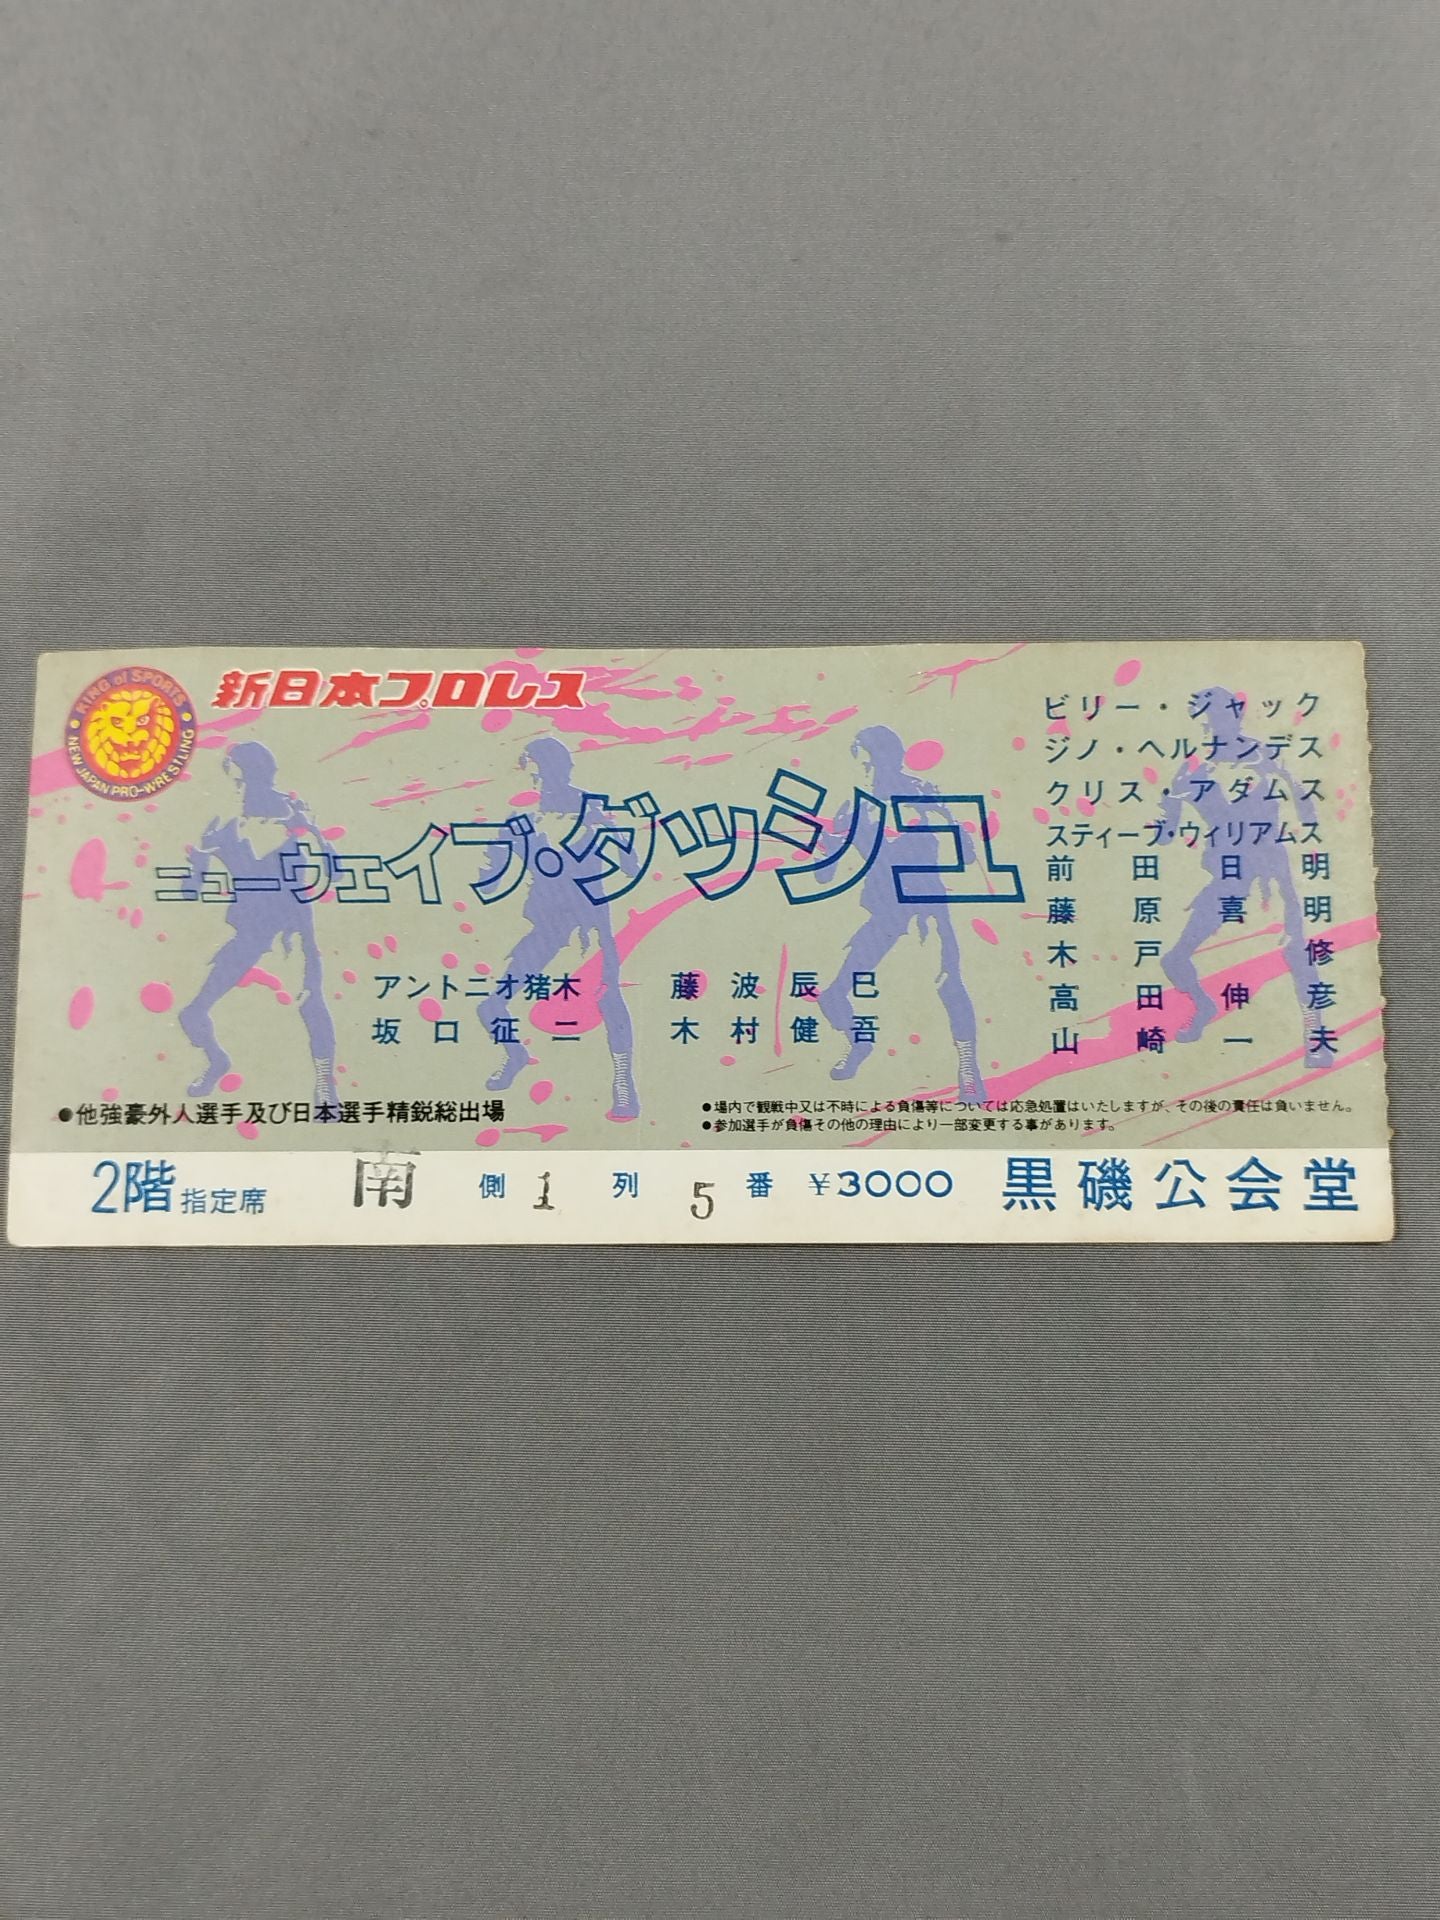 KING of SPORTS
NEW JAPAN PRO-WRESTLING
新日本プロレス
ニューウェイブ・ダッシュ
アントニオ猪木 藤波辰巳
坂口征二 木村健吾
ビリー・ジャック
ジノ・ヘルナンデス
クリス・アダムス
スティーブ・ウィリアムス
前田日明
藤原喜明
木戸修
高田伸彦
山崎一夫
●他強豪外人選手及び日本選手精鋭総出場
●場内で観戦中又は不時による負傷等については応急処置はいたしますが、その後の責任は負いません。
●参加選手が負傷その他の理由により一部変更する事があります。
2階指定席 南側 1列 5番 ¥3000 黒磯公会堂